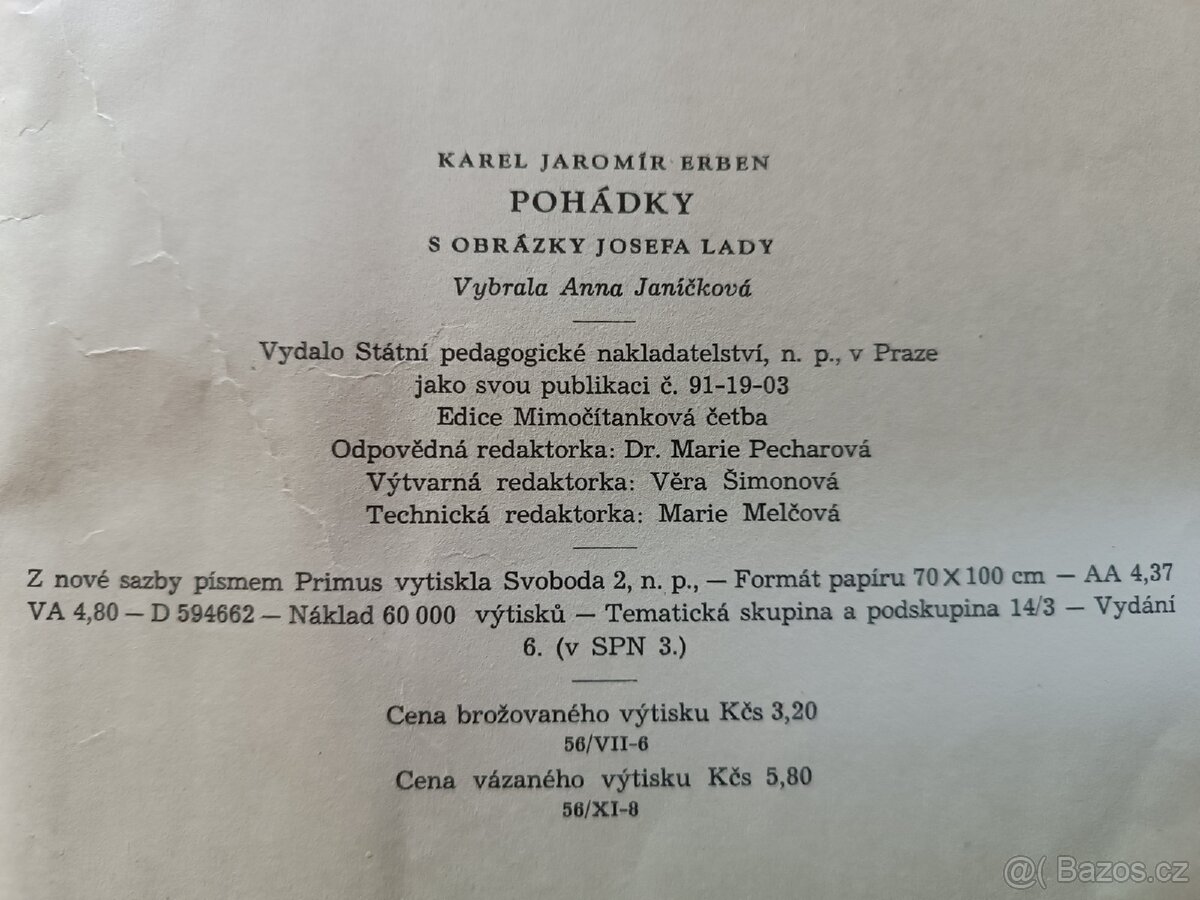 KAREL JAROMÍR ERBEN
POHÁDKY
S OBRÁZKY JOSEFA LADY
Vybrala Anna Janíčková
Vydalo Státní pedagogické nakladatelství, n. p., v Praze
jako svou publikaci č. 91-19-03
Edice Mimočítanková četba
Odpovědná redaktorka: Dr. Marie Pecharová
Výtvarná redaktorka: Věra Šimonová
Technická redaktorka: Marie Melčová
Z nové sazby písmem Primus vytiskla Svoboda 2, n. p., — Formát papíru 70 X 100 cm — AA 4,37
VA 4,80 — D 594662 — Náklad 60 000 výtisků — Tematická skupina a podskupina 14/3 — Vydání
6. (v SPN 3.)
Cena brožovaného výtisku Kčs 3,20
56/VII-6
Cena vázaného výtisku Kčs 5,80
56/XI-8
@( Bazos.cz